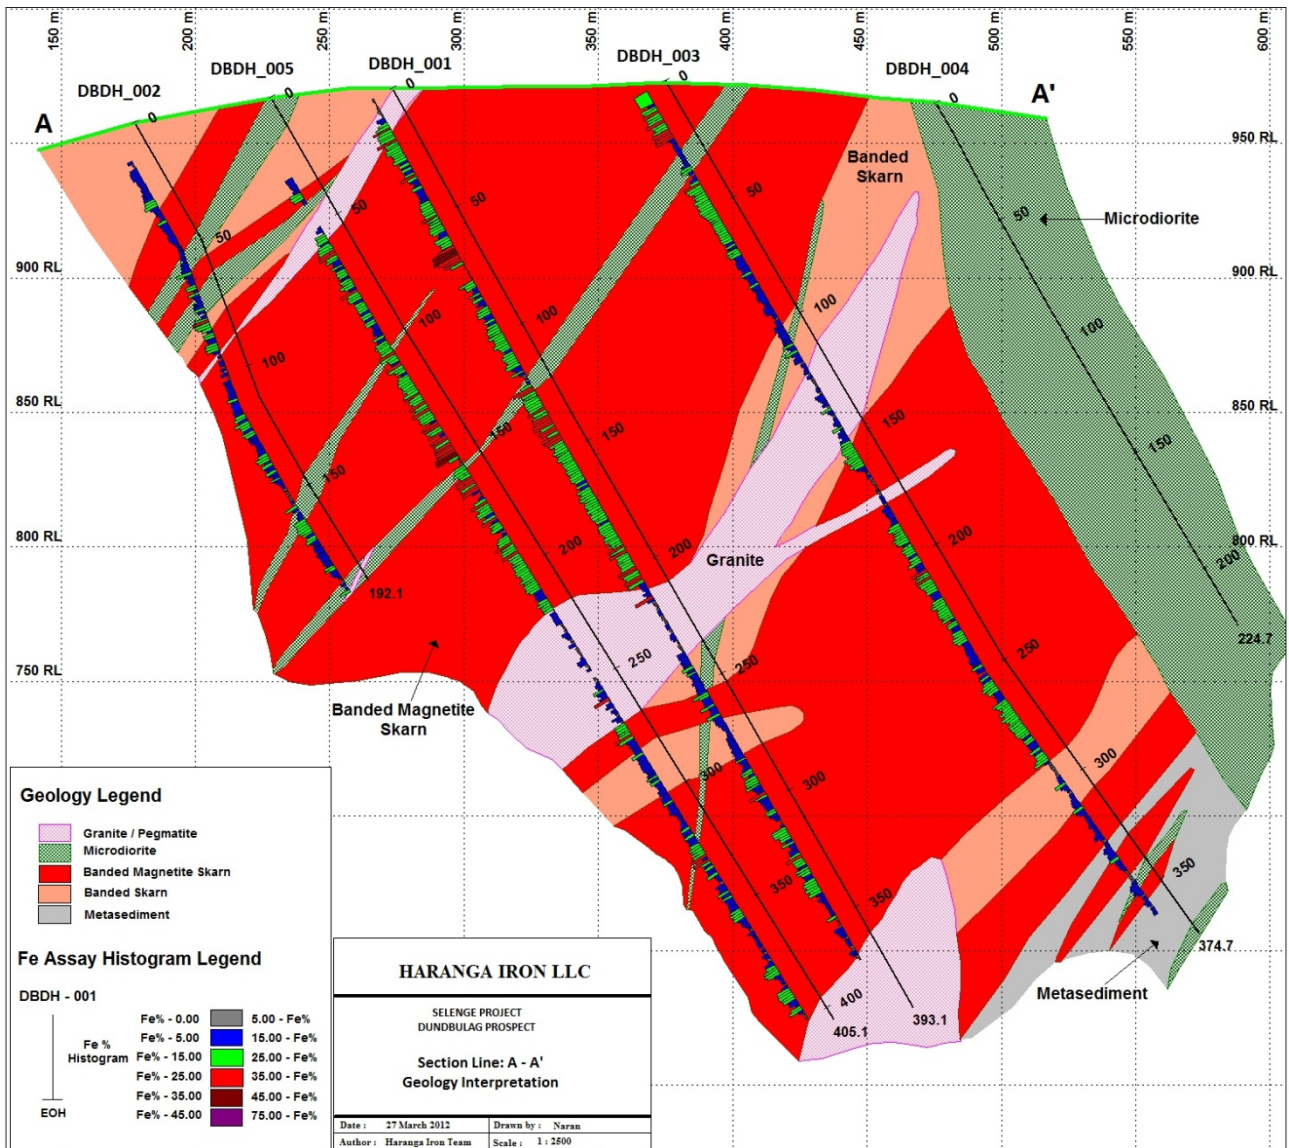 150 m
200 m
250 m
300 m
350 m
400 m
450 m
500 m
550 m
600 m
DBDH_002
DBDH_005
DBDH_001
DBDH_003
DBDH_004
A
A'
0
0
0
0
0
950 RL
950 RL
900 RL
900 RL
850 RL
850 RL
800 RL
800 RL
750 RL
750 RL
50
100
150
192.1
50
100
150
200
250
300
350
400
405.1
50
100
150
200
250
300
350
393.1
50
100
150
200
250
300
350
374.7
50
100
150
200
224.7
Banded
Skarn
Microdiorite
Granite
Banded Magnetite
Skarn
Metasediment
Geology Legend
Granite / Pegmatite
Microdiorite
Banded Magnetite Skarn
Banded Skarn
Metasediment
Fe Assay Histogram Legend
DBDH - 001
Fe %
Histogram
EOH
Fe% - 0.00 5.00 - Fe%
Fe% - 5.00 15.00 - Fe%
Fe% - 15.00 25.00 - Fe%
Fe% - 25.00 35.00 - Fe%
Fe% - 35.00 45.00 - Fe%
Fe% - 45.00 75.00 - Fe%
HARANGA IRON LLC
SELENGE PROJECT
DUNDBULAG PROSPECT
Section Line: A - A'
Geology Interpretation
Date : 27 March 2012 Drawn by : Naran
Author : Haranga Iron Team Scale : 1 : 2500